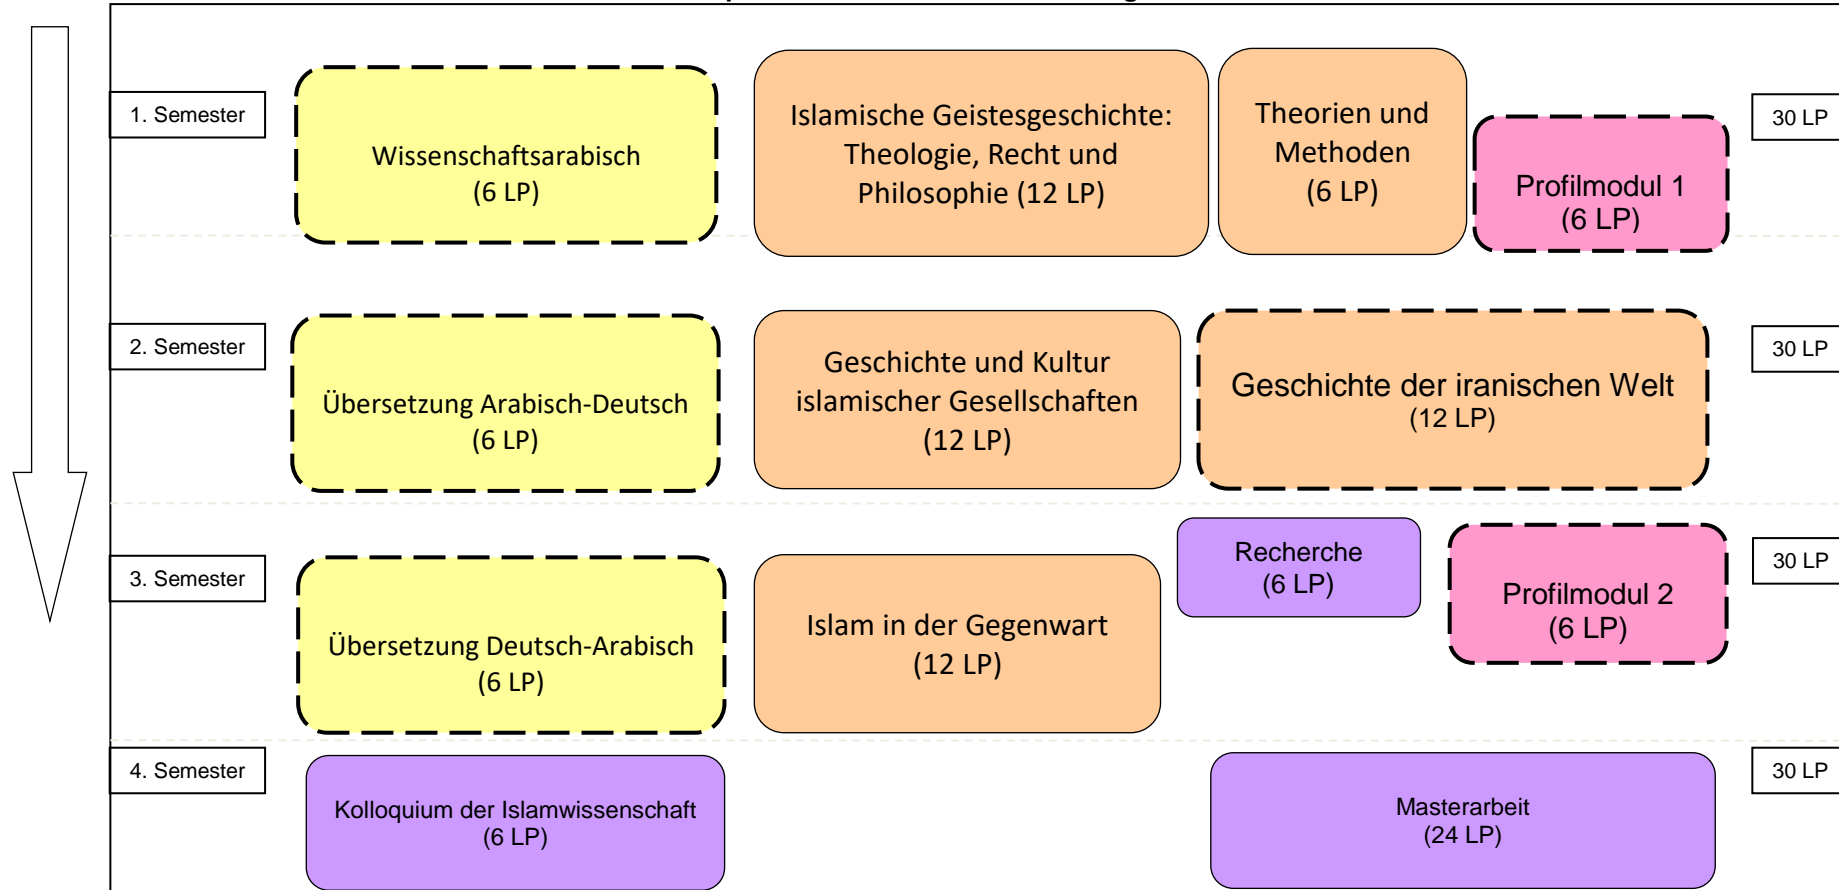 1. Semester
Wissenschaftsarabisch
(6 LP)
Islamische Geistesgeschichte:
Theologie, Recht und
Philosophie (12 LP)
Theorien und
Methoden
(6 LP)
Profilmodul 1
(6 LP)
30 LP
2. Semester
Übersetzung Arabisch-Deutsch
(6 LP)
Geschichte und Kultur
islamischer Gesellschaften
(12 LP)
Geschichte der iranischen Welt
(12 LP)
30 LP
3. Semester
Übersetzung Deutsch-Arabisch
(6 LP)
Islam in der Gegenwart
(12 LP)
Recherche
(6 LP)
Profilmodul 2
(6 LP)
30 LP
4. Semester
Kolloquium der Islamwissenschaft
(6 LP)
Masterarbeit
(24 LP)
30 LP